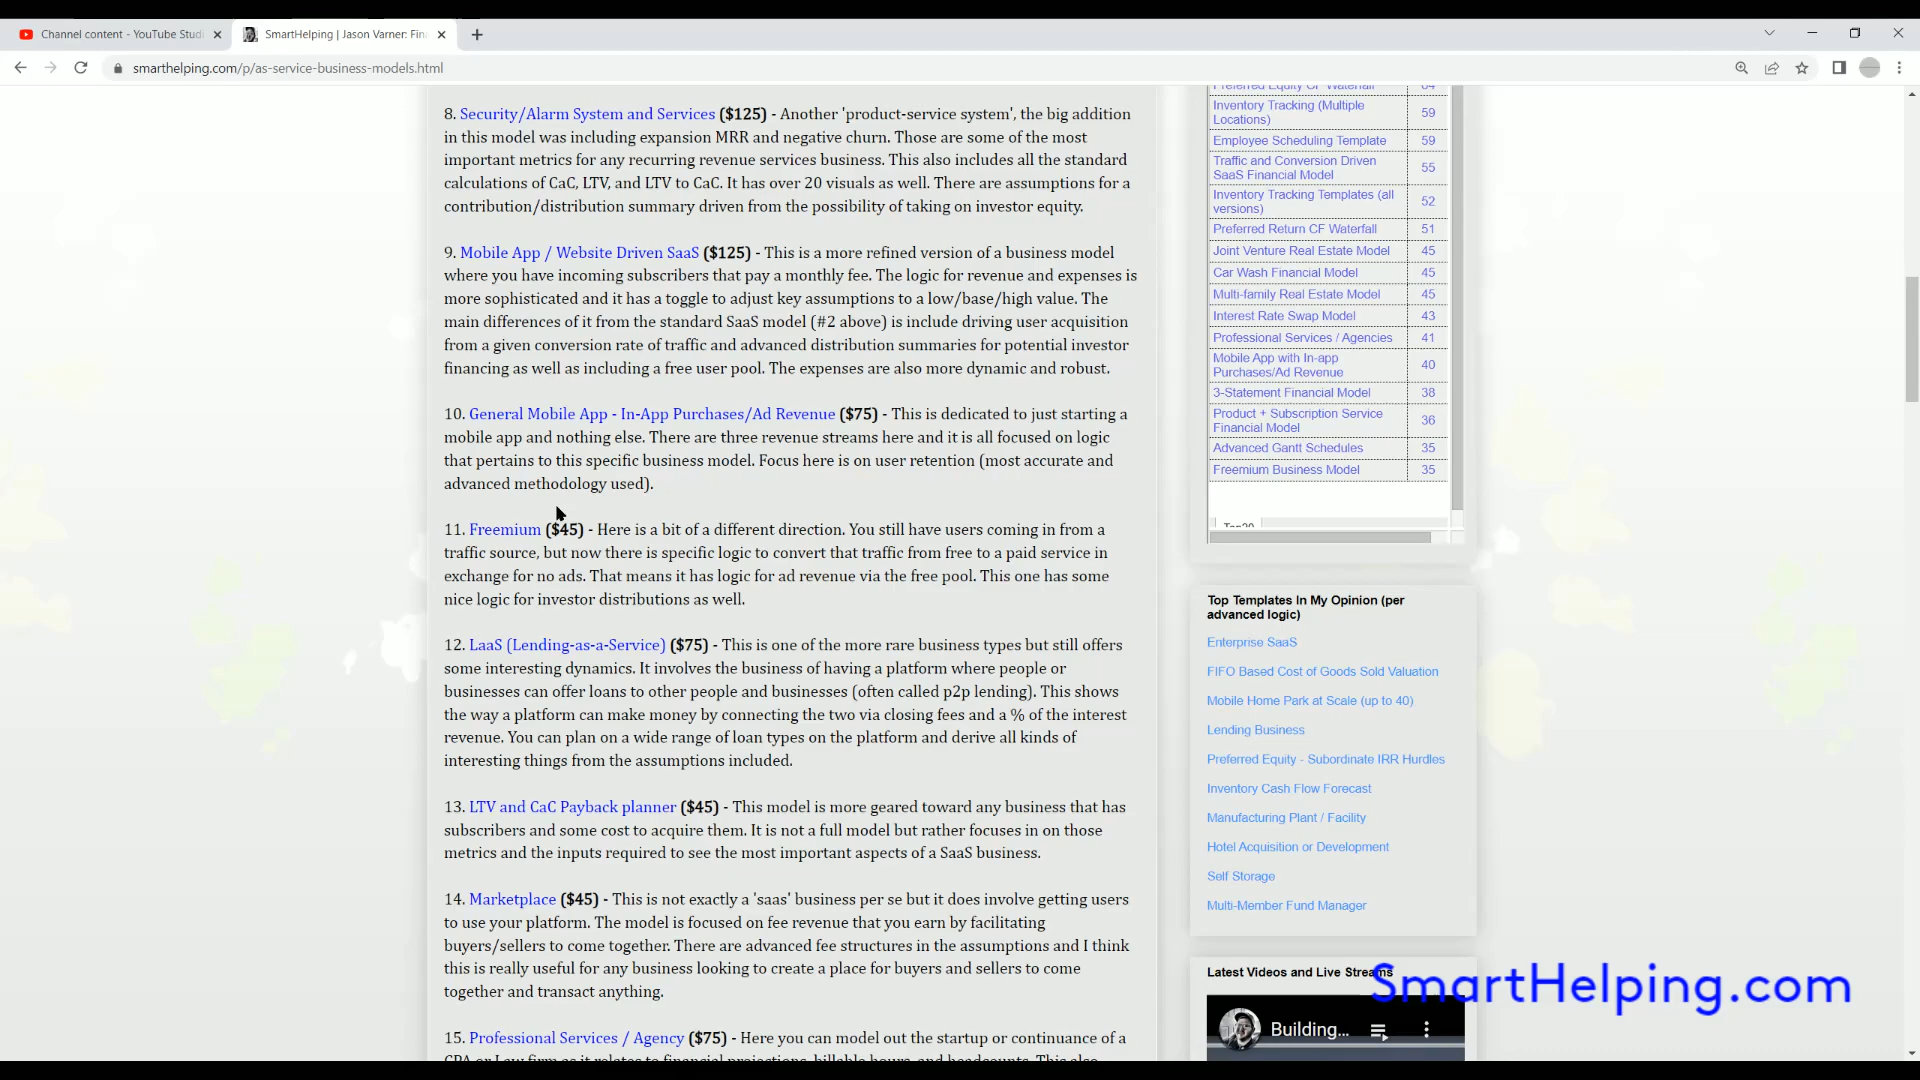 Channel content - YouTube Studi
SmartHelping | Jason Varner: Fin
smarthelping.com/p/as-service-business-models.html
8. Security/Alarm System and Services ($125) - Another 'product-service system', the big addition
in this model was including expansion MRR and negative churn. Those are some of the most
important metrics for any recurring revenue services business. This also includes all the standard
calculations of CaC, LTV, and LTV to CaC. It has over 20 visuals as well. There are assumptions for a
contribution/distribution summary driven from the possibility of taking on investor equity.
9. Mobile App / Website Driven SaaS ($125) - This is a more refined version of a business model
where you have incoming subscribers that pay a monthly fee. The logic for revenue and expenses is
more sophisticated and it has a toggle to adjust key assumptions to a low/base/high value. The
main differences of it from the standard SaaS model (#2 above) is include driving user acquisition
from a given conversion rate of traffic and advanced distribution summaries for potential investor
financing as well as including a free user pool. The expenses are also more dynamic and robust.
10. General Mobile App - In-App Purchases/Ad Revenue ($75) - This is dedicated to just starting a
mobile app and nothing else. There are three revenue streams here and it is all focused on logic
that pertains to this specific business model. Focus here is on user retention (most accurate and
advanced methodology used).
11. Freemium ($45) - Here is a bit of a different direction. You still have users coming in from a
traffic source, but now there is specific logic to convert that traffic from free to a paid service in
exchange for no ads. That means it has logic for ad revenue via the free pool. This one has some
nice logic for investor distributions as well.
12. LaaS (Lending-as-a-Service) ($75) - This is one of the more rare business types but still offers
some interesting dynamics. It involves the business of having a platform where people or
businesses can offer loans to other people and businesses (often called p2p lending). This shows
the way a platform can make money by connecting the two via closing fees and a % of the interest
revenue. You can plan on a wide range of loan types on the platform and derive all kinds of
interesting things from the assumptions included.
13. LTV and CaC Payback planner ($45) - This model is more geared toward any business that has
subscribers and some cost to acquire them. It is not a full model but rather focuses in on those
metrics and the inputs required to see the most important aspects of a SaaS business.
14. Marketplace ($45) - This is not exactly a 'saas' business per se but it does involve getting users
to use your platform. The model is focused on fee revenue that you earn by facilitating
buyers/sellers to come together. There are advanced fee structures in the assumptions and I think
this is really useful for any business looking to create a place for buyers and sellers to come
together and transact anything.
15. Professional Services / Agency ($75) - Here you can model out the startup or continuance of a
CPA or Law firm as it relates to financial projections, billable hours, and headcounts. This also
Preferred Equity CF Waterfall 64
Inventory Tracking (Multiple
Locations) 59
Employee Scheduling Template 59
Traffic and Conversion Driven
SaaS Financial Model 55
Inventory Tracking Templates (all
versions) 52
Preferred Return CF Waterfall 51
Joint Venture Real Estate Model 45
Car Wash Financial Model 45
Multi-family Real Estate Model 45
Interest Rate Swap Model 43
Professional Services / Agencies 41
Mobile App with In-app
Purchases/Ad Revenue 40
3-Statement Financial Model 38
Product + Subscription Service
Financial Model 36
Advanced Gantt Schedules 35
Freemium Business Model 35
Top20
Top Templates In My Opinion (per
advanced logic)
Enterprise SaaS
FIFO Based Cost of Goods Sold Valuation
Mobile Home Park at Scale (up to 40)
Lending Business
Preferred Equity - Subordinate IRR Hurdles
Inventory Cash Flow Forecast
Manufacturing Plant / Facility
Hotel Acquisition or Development
Self Storage
Multi-Member Fund Manager
Latest Videos and Live Streams
SmartHelping.com
Building...